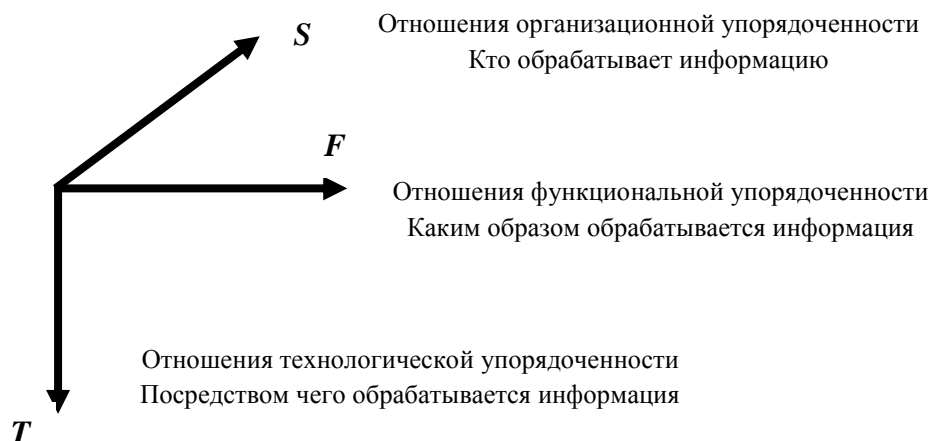 S
Отношения организационной упорядоченности
Кто обрабатывает информацию
F
Отношения функциональной упорядоченности
Каким образом обрабатывается информация
Отношения технологической упорядоченности
Посредством чего обрабатывается информация
T